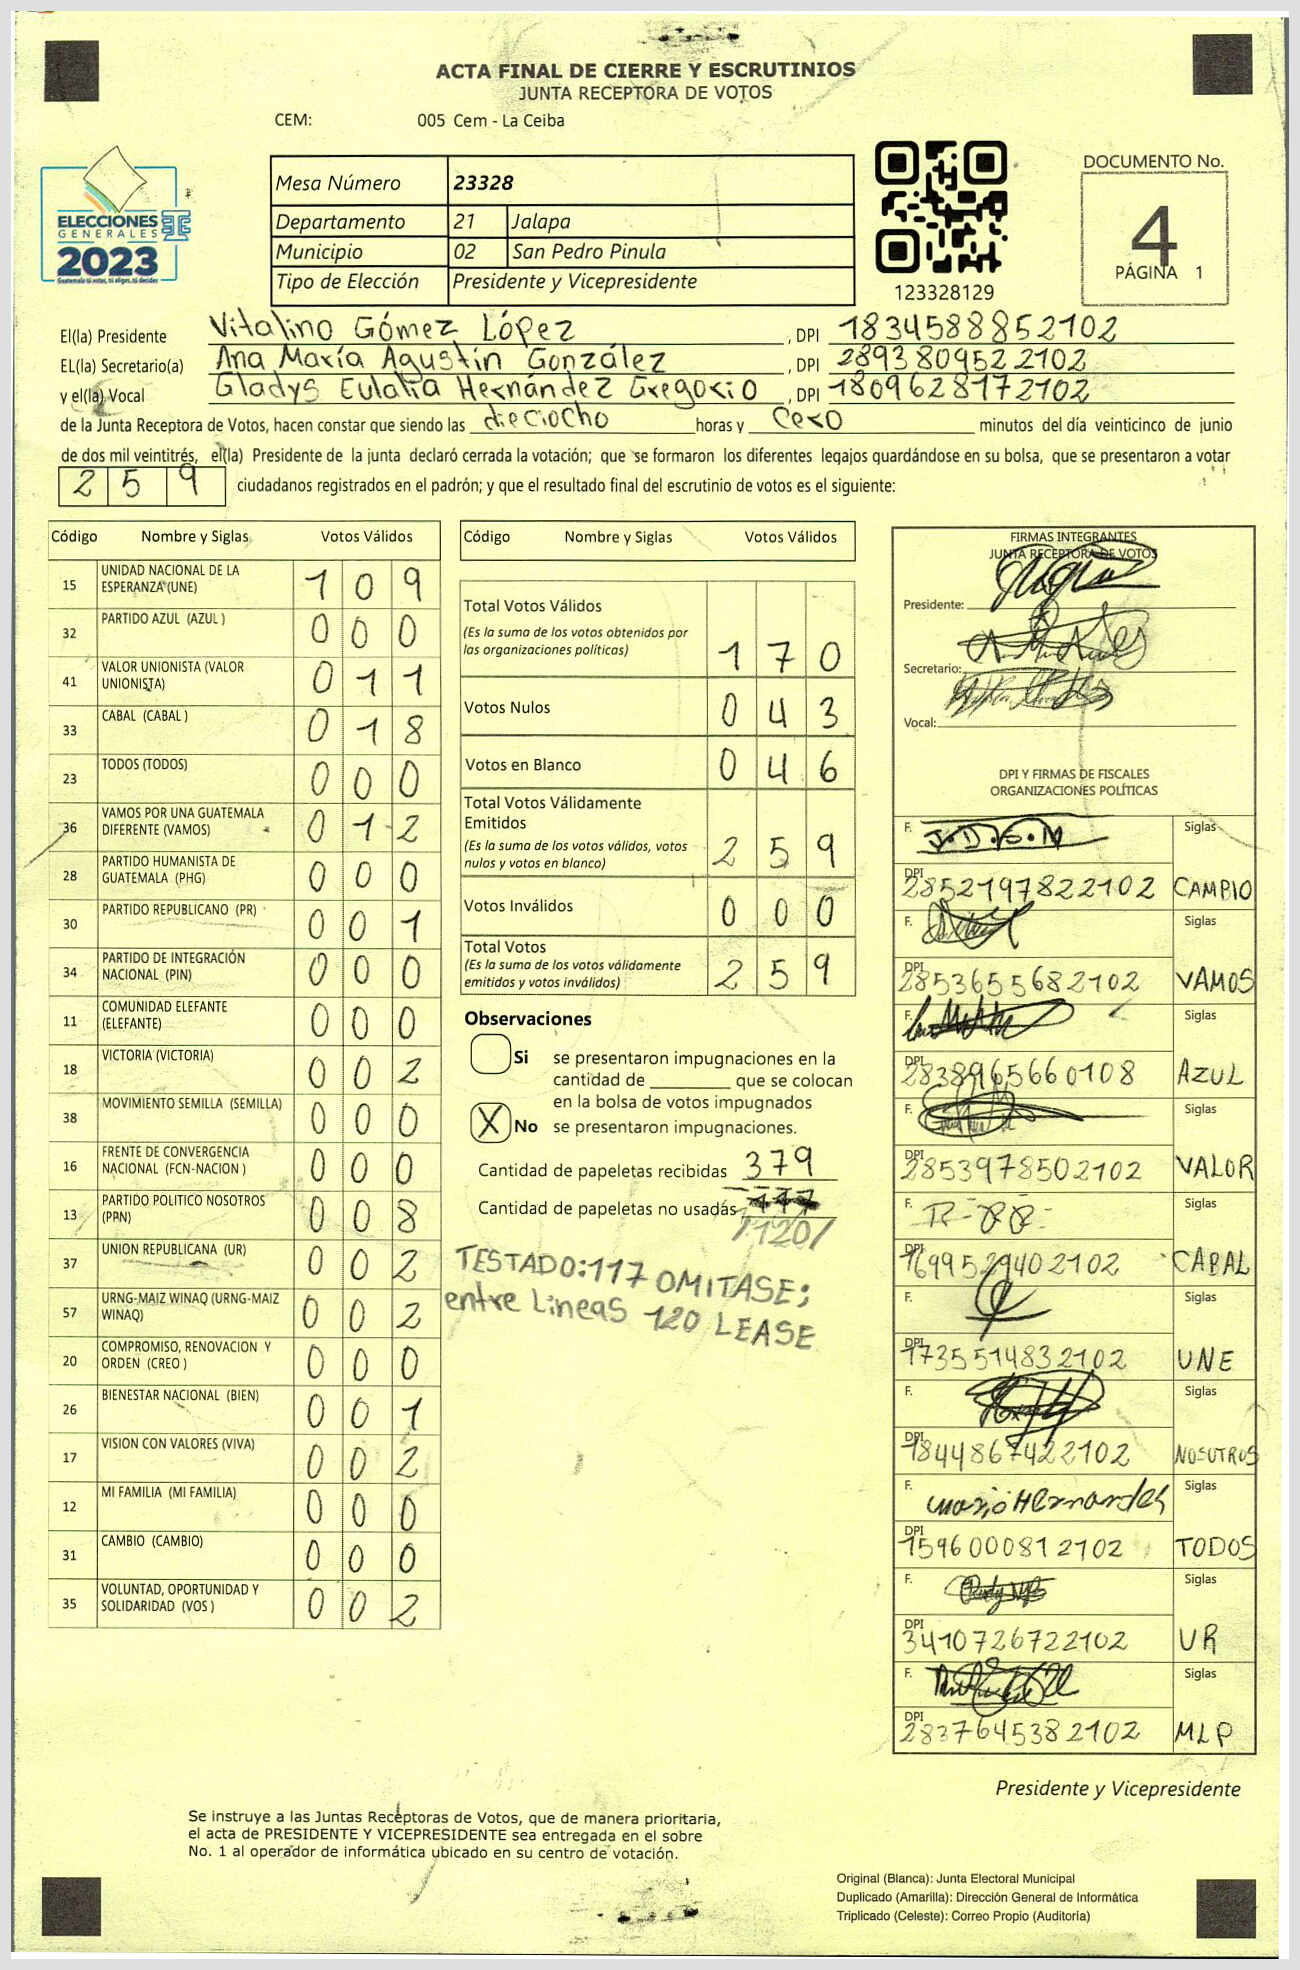 ACTA FINAL DE CIERRE Y ESCRUTINIOS
JUNTA RECEPTORA DE VOTOS
CEM: 005 Cem - La Ceiba
ELECCIONES
GENERALES
2023
Guatemala tú votas, tú eliges, tú decides
Mesa Número 23328
Departamento 21 Jalapa
Municipio 02 San Pedro Pinula
Tipo de Elección Presidente y Vicepresidente
123328129
DOCUMENTO No.
4
PÁGINA 1
El(la) Presidente Vitalino Gómez López , DPI 1834588852102
EL(la) Secretario(a) Ana María Agustín González , DPI 2893809522102
y el(la) Vocal Gladys Eulalia Hernández Gregorio , DPI 1809628172102
de la Junta Receptora de Votos, hacen constar que siendo las dieciocho horas y cero minutos del día veinticinco de junio
de dos mil veintitrés, el(la) Presidente de la junta declaró cerrada la votación; que se formaron los diferentes legajos guardándose en su bolsa, que se presentaron a votar
2 5 9 ciudadanos registrados en el padrón; y que el resultado final del escrutinio de votos es el siguiente:
Código Nombre y Siglas Votos Válidos
15 UNIDAD NACIONAL DE LA ESPERANZA (UNE) 1 0 9
32 PARTIDO AZUL (AZUL ) 0 0 0
41 VALOR UNIONISTA (VALOR UNIONISTA) 0 1 1
33 CABAL (CABAL ) 0 1 8
23 TODOS (TODOS) 0 0 0
36 VAMOS POR UNA GUATEMALA DIFERENTE (VAMOS) 0 1 2
28 PARTIDO HUMANISTA DE GUATEMALA (PHG) 0 0 0
30 PARTIDO REPUBLICANO (PR) 0 0 1
34 PARTIDO DE INTEGRACIÓN NACIONAL (PIN) 0 0 0
11 COMUNIDAD ELEFANTE (ELEFANTE) 0 0 0
18 VICTORIA (VICTORIA) 0 0 2
38 MOVIMIENTO SEMILLA (SEMILLA) 0 0 0
16 FRENTE DE CONVERGENCIA NACIONAL (FCN-NACION ) 0 0 0
13 PARTIDO POLITICO NOSOTROS (PPN) 0 0 8
37 UNION REPUBLICANA (UR) 0 0 2
57 URNG-MAIZ WINAQ (URNG-MAIZ WINAQ) 0 0 2
20 COMPROMISO, RENOVACION Y ORDEN (CREO ) 0 0 0
26 BIENESTAR NACIONAL (BIEN) 0 0 1
17 VISION CON VALORES (VIVA) 0 0 2
12 MI FAMILIA (MI FAMILIA) 0 0 0
31 CAMBIO (CAMBIO) 0 0 0
35 VOLUNTAD, OPORTUNIDAD Y SOLIDARIDAD (VOS ) 0 0 2
Código Nombre y Siglas Votos Válidos
Total Votos Válidos
(Es la suma de los votos obtenidos por
las organizaciones políticas) 1 7 0
Votos Nulos 0 4 3
Votos en Blanco 0 4 6
Total Votos Válidamente
Emitidos
(Es la suma de los votos válidos, votos
nulos y votos en blanco) 2 5 9
Votos Inválidos 0 0 0
Total Votos
(Es la suma de los votos válidamente
emitidos y votos inválidos) 2 5 9
Observaciones
Si se presentaron impugnaciones en la
cantidad de ________ que se colocan
en la bolsa de votos impugnados
X No se presentaron impugnaciones.
Cantidad de papeletas recibidas 379
Cantidad de papeletas no usadas 117
/120/
TESTADO:117 OMITASE;
entre Lineas 120 LEASE
FIRMAS INTEGRANTES
JUNTA RECEPTORA DE VOTOS
Presidente:
Secretario:
Vocal:
DPI Y FIRMAS DE FISCALES
ORGANIZACIONES POLÍTICAS
F. J.D.S.M Siglas
DPI 2852197822102 CAMBIO
F. Siglas
DPI 2853655682102 VAMOS
F. Siglas
DPI 2838965660108 AZUL
F. Siglas
DPI 2853978502102 VALOR
F. Siglas
DPI 1699529402102 CABAL
F. Siglas
DPI 1735514832102 UNE
F. Siglas
DPI 1844867422102 NOSOTROS
F. Mario Hernandes Siglas
DPI 1596000812102 TODOS
F. Siglas
DPI 3410726722102 UR
F. Siglas
DPI 2837645382102 MLP
Presidente y Vicepresidente
Se instruye a las Juntas Receptoras de Votos, que de manera prioritaria,
el acta de PRESIDENTE Y VICEPRESIDENTE sea entregada en el sobre
No. 1 al operador de informática ubicado en su centro de votación.
Original (Blanca): Junta Electoral Municipal
Duplicado (Amarilla): Dirección General de Informática
Triplicado (Celeste): Correo Propio (Auditoría)